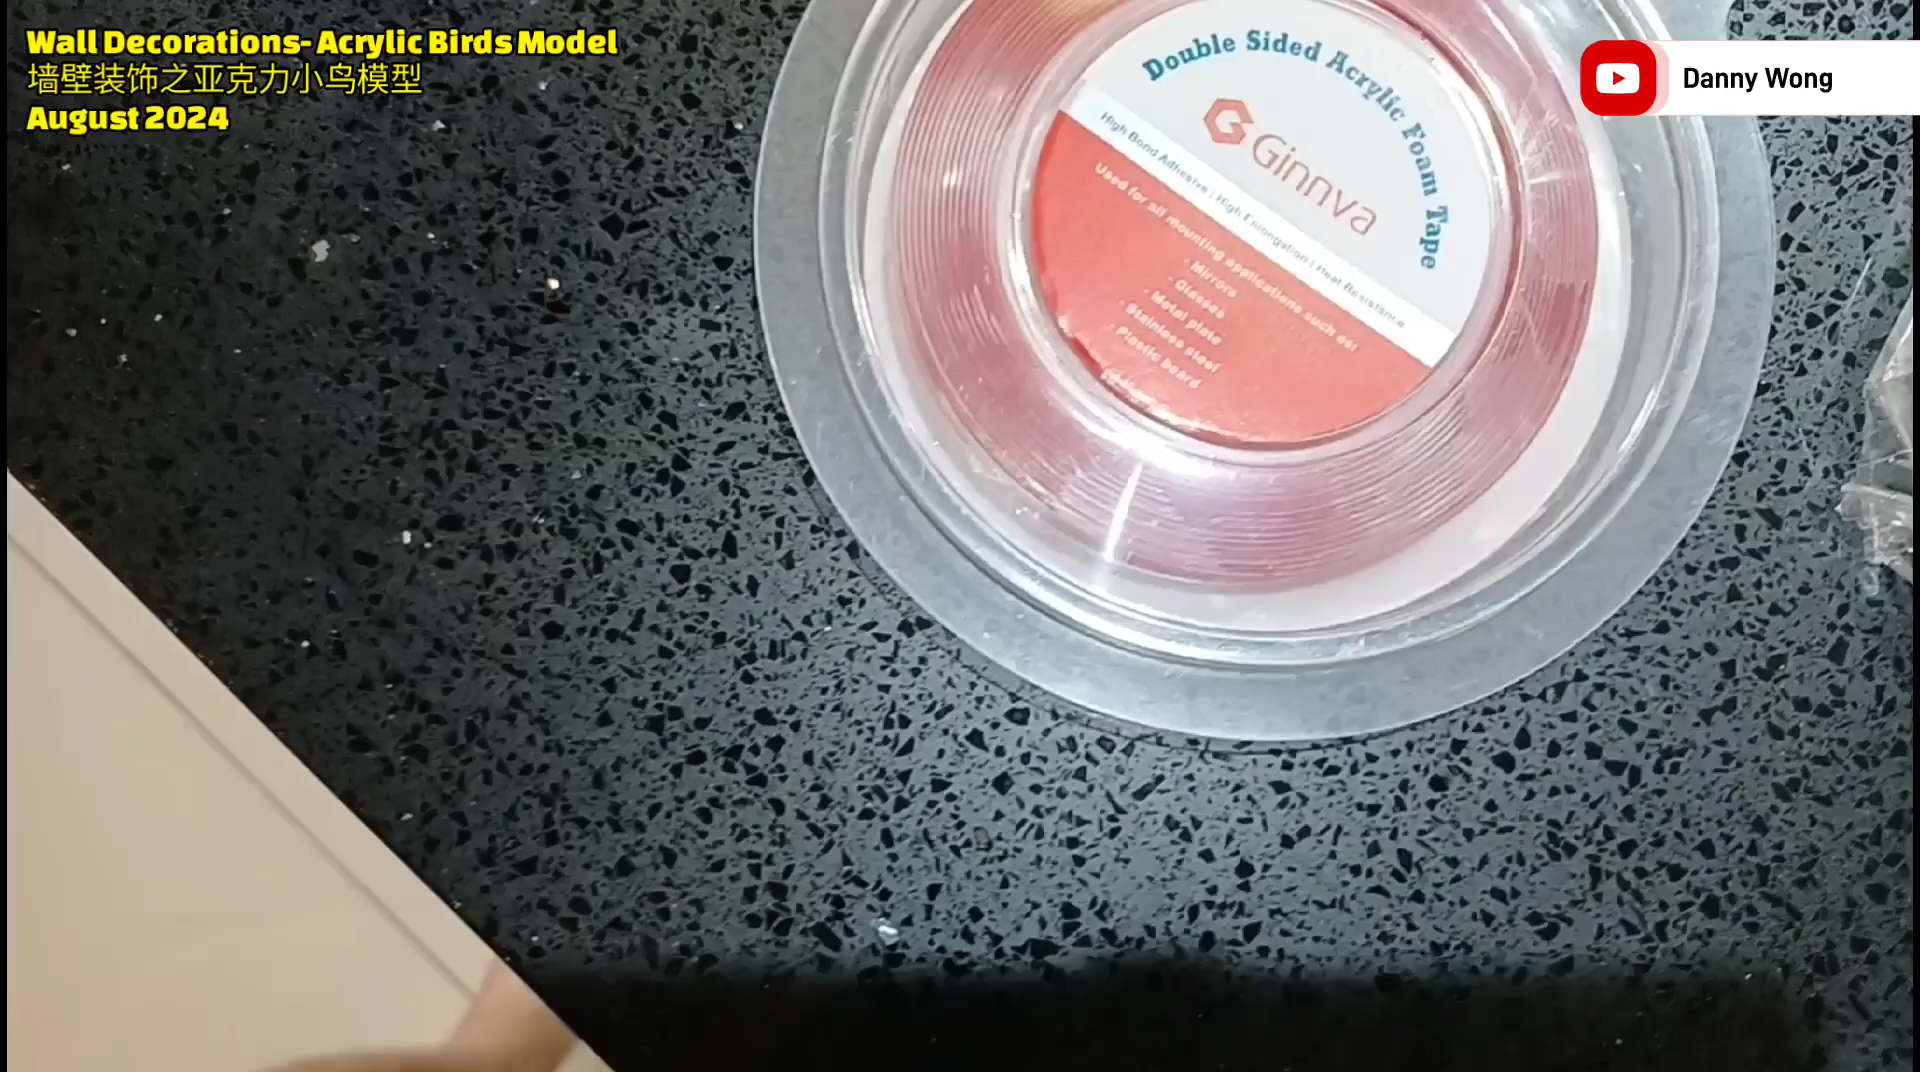 Wall Decorations- Acrylic Birds Model
墙壁装饰之亚克力小鸟模型
August 2024
Danny Wong
Double Sided Acrylic Foam Tape
Ginnva
High Bond Adhesive | High Enlongation | Heat Resistance
Used for all mounting applications such as:
- Mirrors
- Glasses
- Metal plate
- Stainless steel
- Plastic board